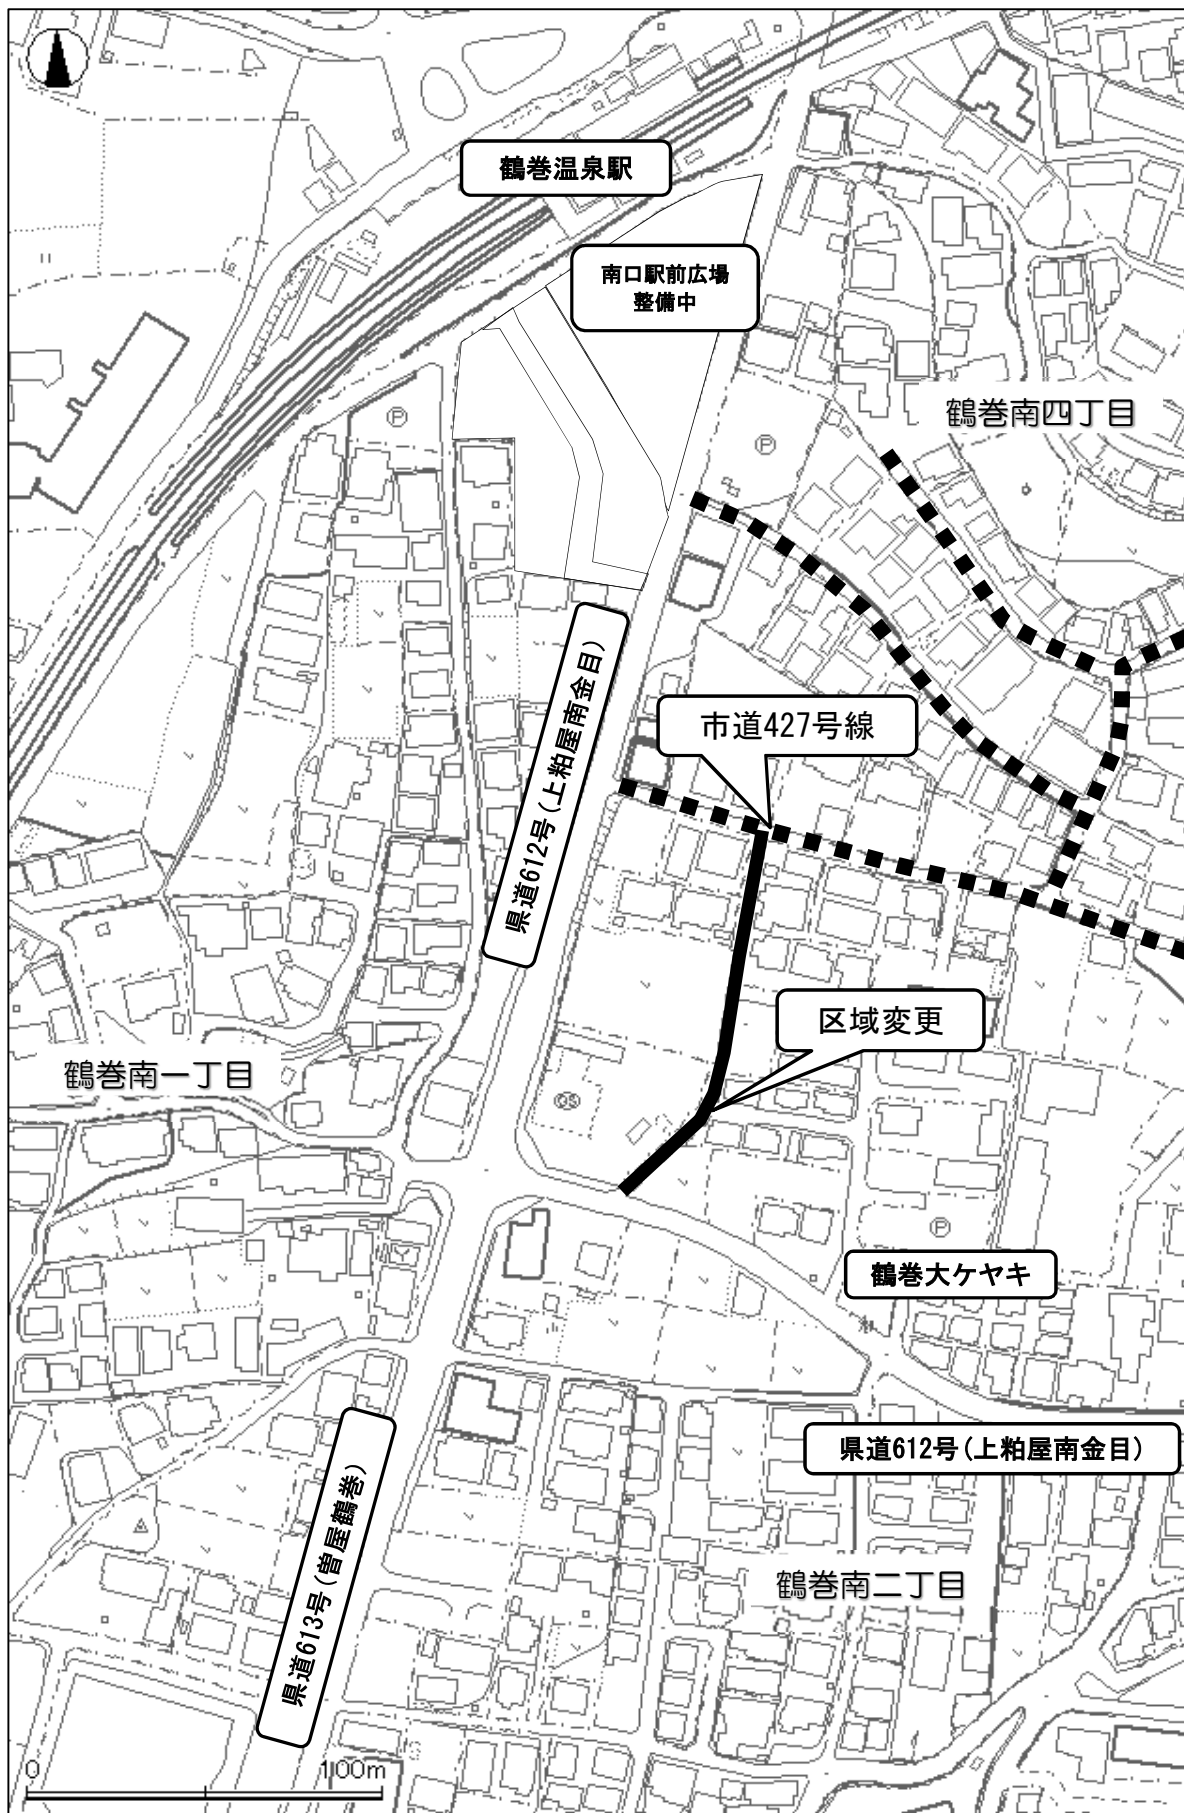 鶴巻温泉駅
南口駅前広場
整備中
鶴巻南四丁目
P
P
県道612号(上粕屋南金目)
市道427号線
区域変更
鶴巻南一丁目
GS
P
鶴巻大ケヤキ
県道612号(上粕屋南金目)
県道613号(曽屋鶴巻)
鶴巻南二丁目
0 100m